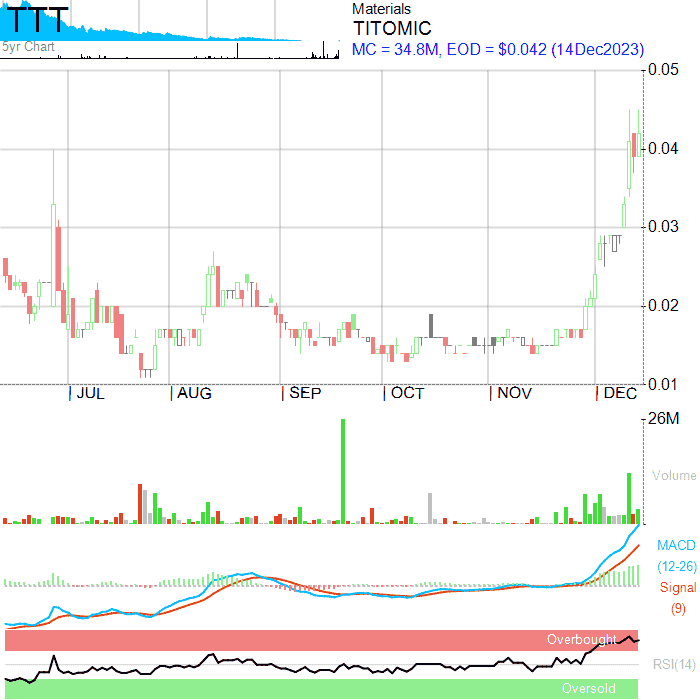 TTT
5yr Chart
Materials
TITOMIC
MC = 34.8M, EOD = $0.042 (14Dec2023)
0.05
0.04
0.03
0.02
0.01
JUL AUG SEP OCT NOV DEC
26M
Volume
MACD
(12-26)
Signal
(9)
Overbought
RSI(14)
Oversold